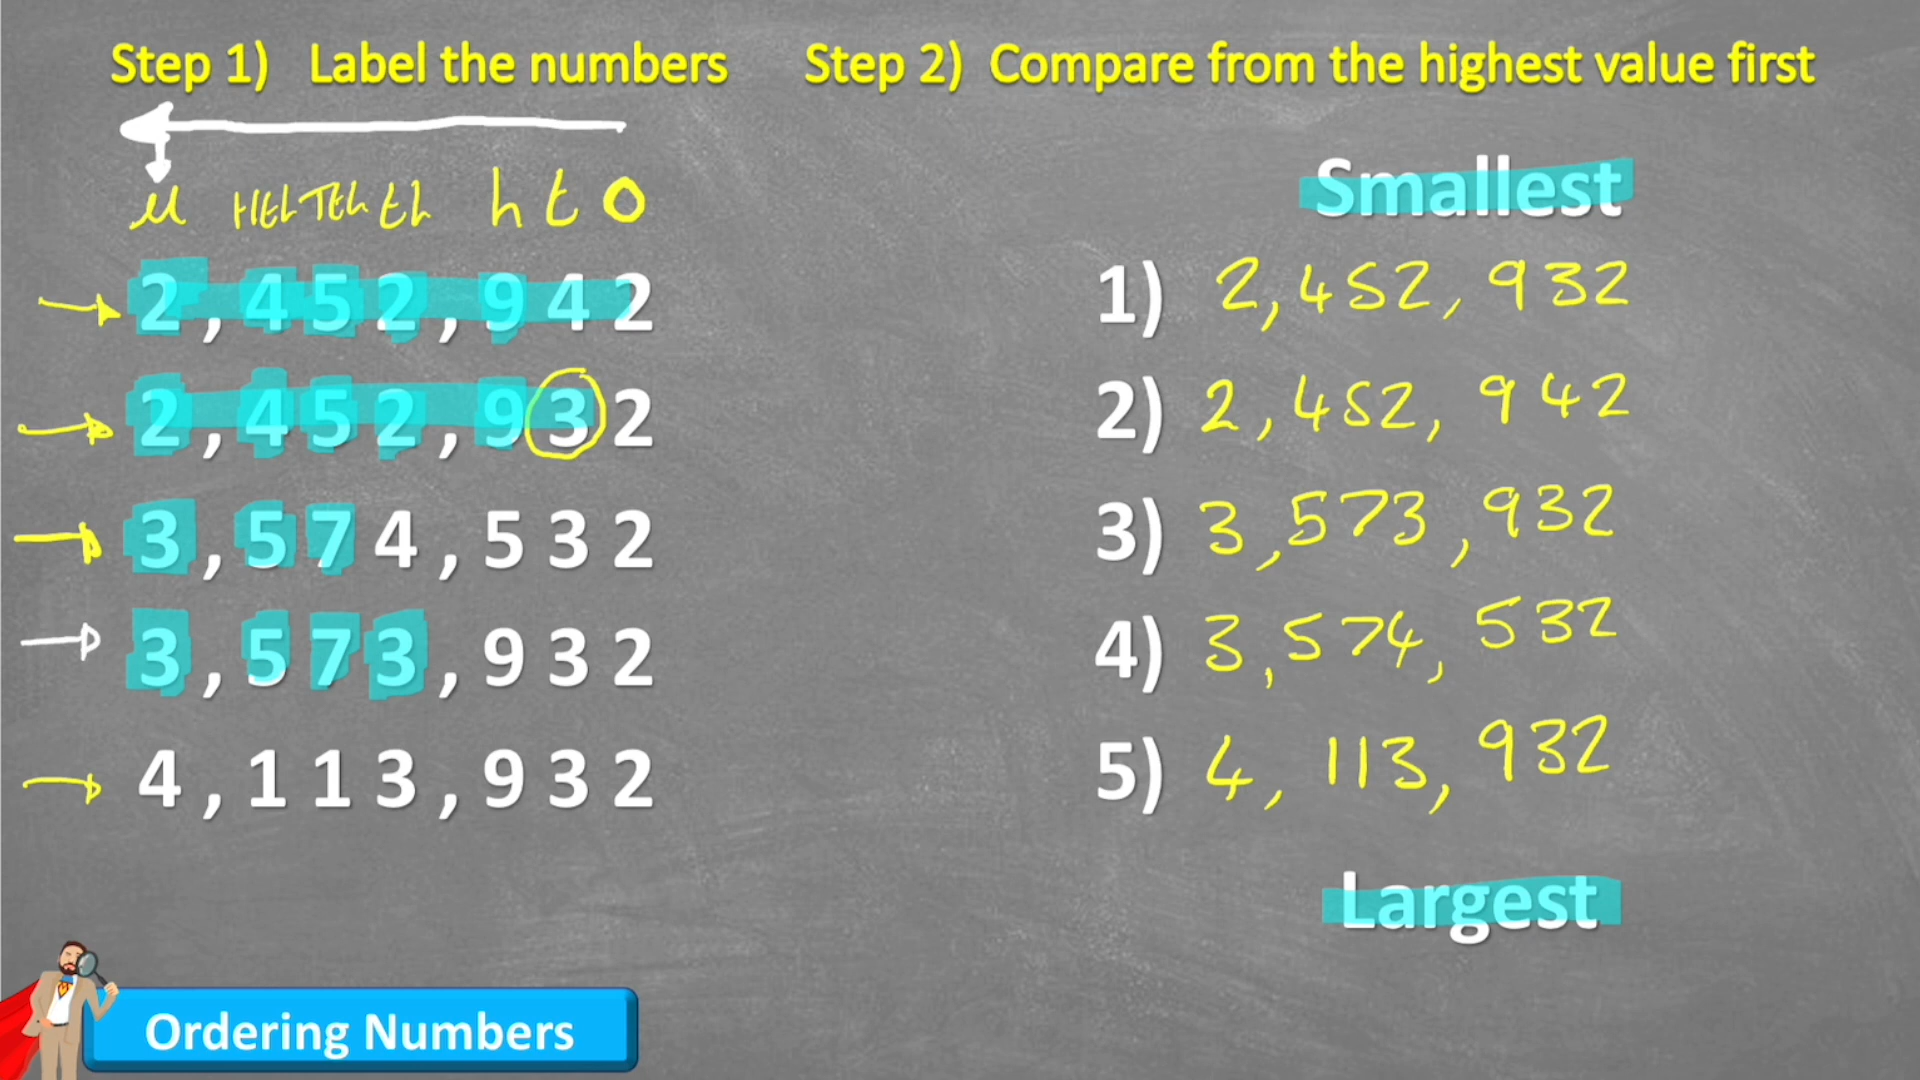 Step 1) Label the numbers
Step 2) Compare from the highest value first
M Hth Tth th h t O
2,452,942
2,452,932
3,574,532
3,573,932
4,113,932
Smallest
1) 2,452,932
2) 2,452,942
3) 3,573,932
4) 3,574,532
5) 4,113,932
Largest
Ordering Numbers